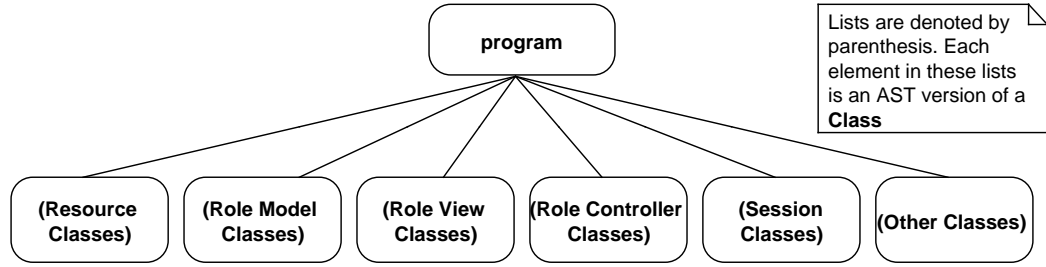 program
Lists are denoted by
parenthesis. Each
element in these lists
is an AST version of a
Class
(Resource
Classes)
(Role Model
Classes)
(Role View
Classes)
(Role Controller
Classes)
(Session
Classes)
(Other Classes)